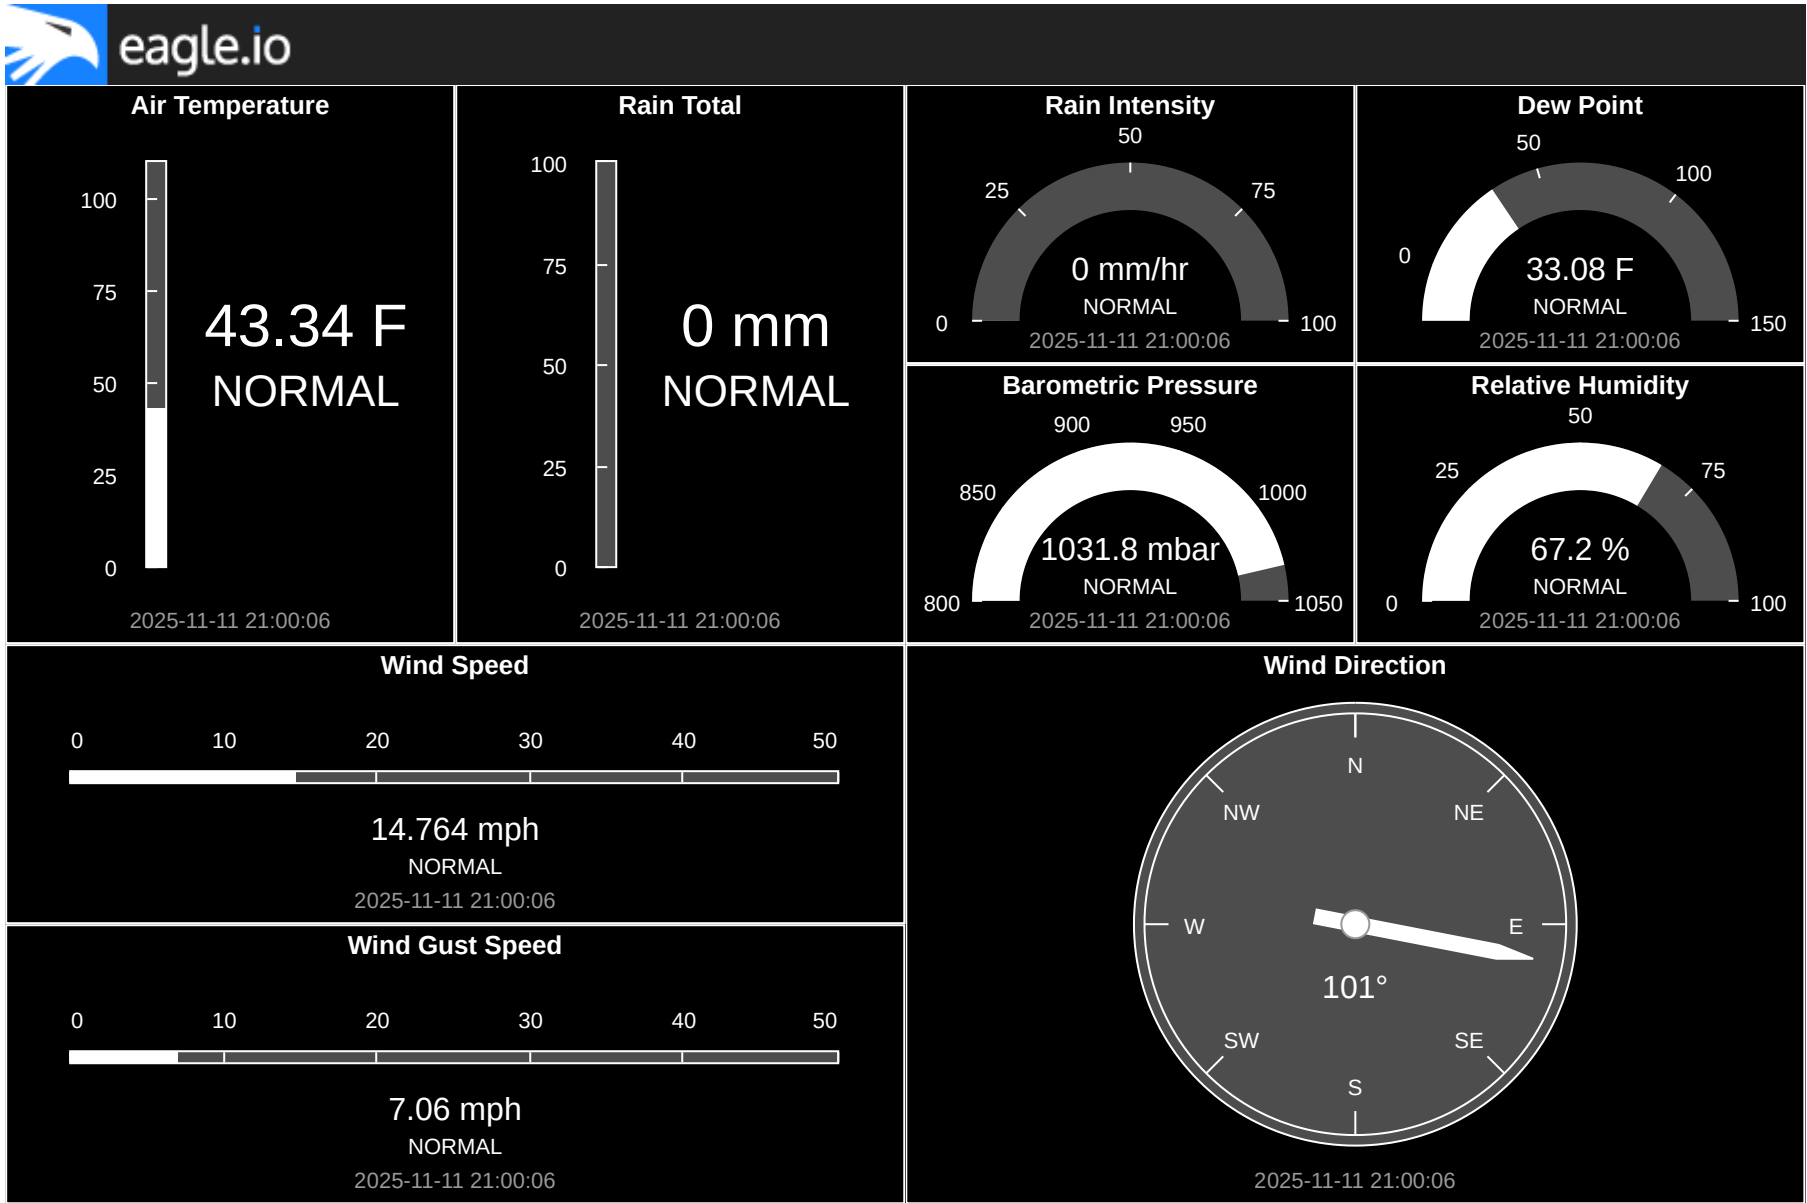 eagle.io
Air Temperature
100
75
50
25
0
43.34 F
NORMAL
2025-11-11 21:00:06
Rain Total
100
75
50
25
0
0 mm
NORMAL
2025-11-11 21:00:06
Rain Intensity
0
25
50
75
100
0 mm/hr
NORMAL
2025-11-11 21:00:06
Dew Point
0
50
100
150
33.08 F
NORMAL
2025-11-11 21:00:06
Barometric Pressure
800
850
900
950
1000
1050
1031.8 mbar
NORMAL
2025-11-11 21:00:06
Relative Humidity
0
25
50
75
100
67.2 %
NORMAL
2025-11-11 21:00:06
Wind Speed
0 10 20 30 40 50
14.764 mph
NORMAL
2025-11-11 21:00:06
Wind Gust Speed
0 10 20 30 40 50
7.06 mph
NORMAL
2025-11-11 21:00:06
Wind Direction
N
NW NE
W E
101°
SW SE
S
2025-11-11 21:00:06